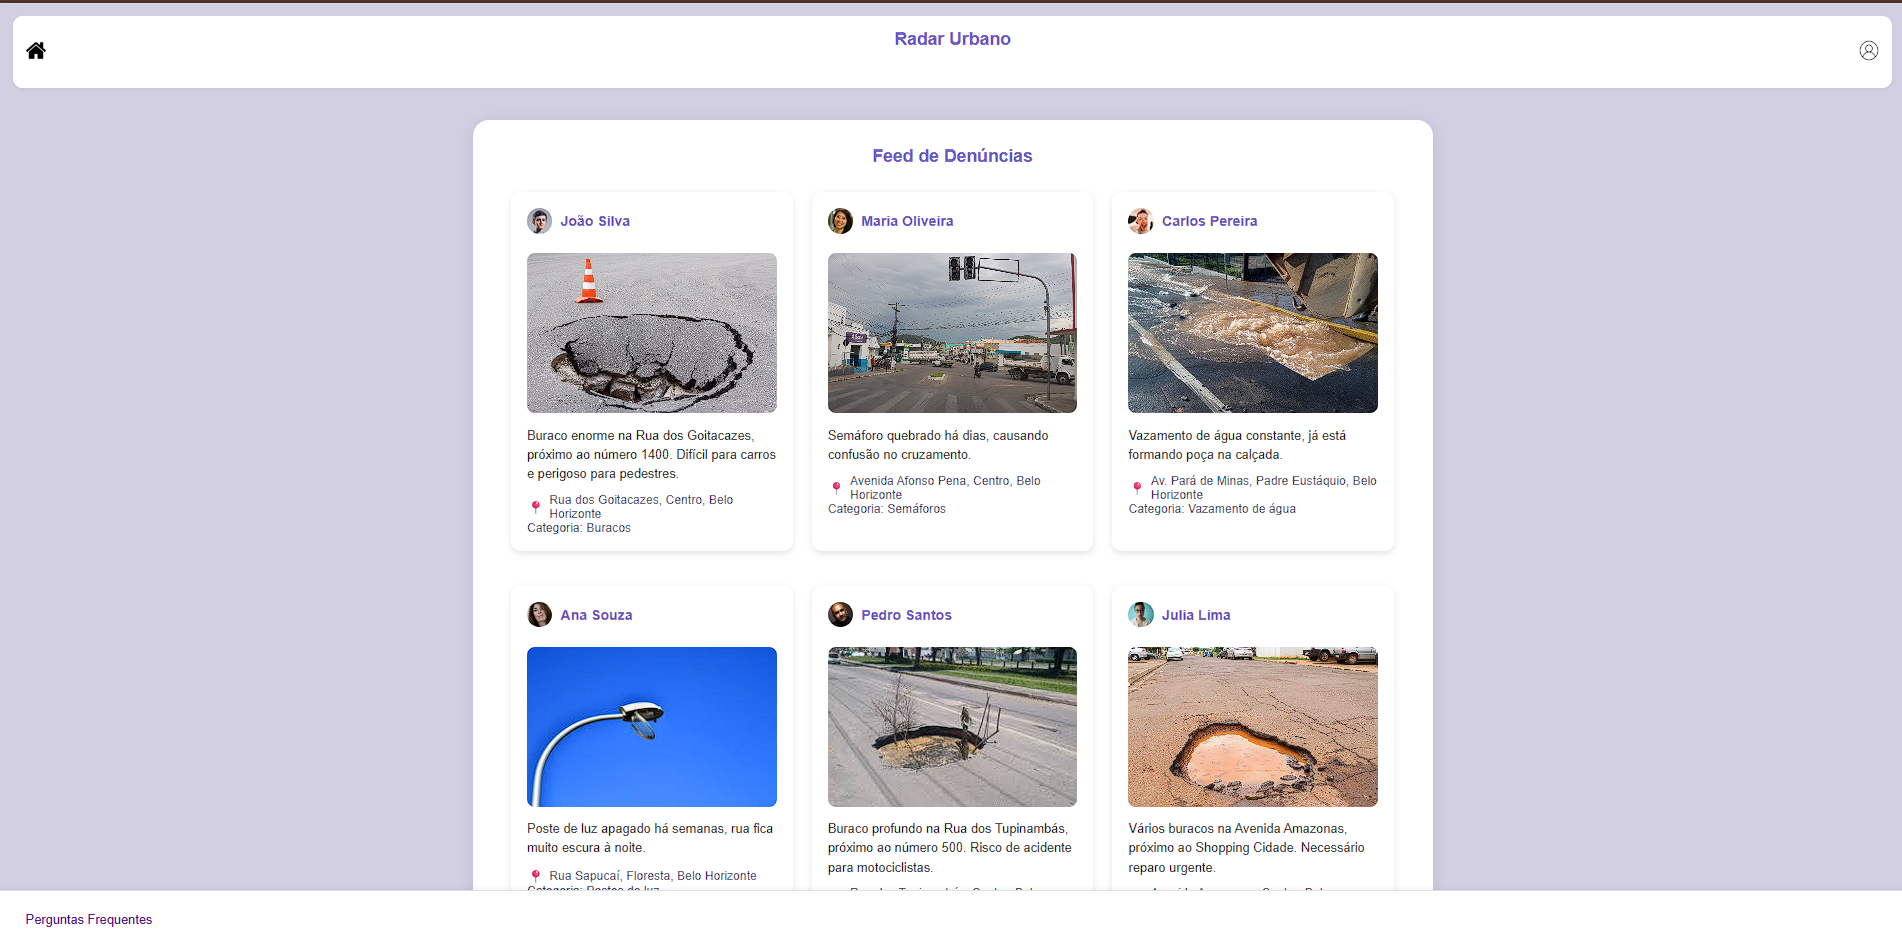 Radar Urbano
Feed de Denúncias
João Silva
Buraco enorme na Rua dos Goitacazes,
próximo ao número 1400. Difícil para carros
e perigoso para pedestres.
Rua dos Goitacazes, Centro, Belo
Horizonte
Categoria: Buracos
Maria Oliveira
Semáforo quebrado há dias, causando
confusão no cruzamento.
Avenida Afonso Pena, Centro, Belo
Horizonte
Categoria: Semáforos
Carlos Pereira
Vazamento de água constante, já está
formando poça na calçada.
Av. Pará de Minas, Padre Eustáquio, Belo
Horizonte
Categoria: Vazamento de água
Ana Souza
Poste de luz apagado há semanas, rua fica
muito escura à noite.
Rua Sapucaí, Floresta, Belo Horizonte
Categoria: Postes de luz
Pedro Santos
Buraco profundo na Rua dos Tupinambás,
próximo ao número 500. Risco de acidente
para motociclistas.
Julia Lima
Vários buracos na Avenida Amazonas,
próximo ao Shopping Cidade. Necessário
reparo urgente.
Perguntas Frequentes